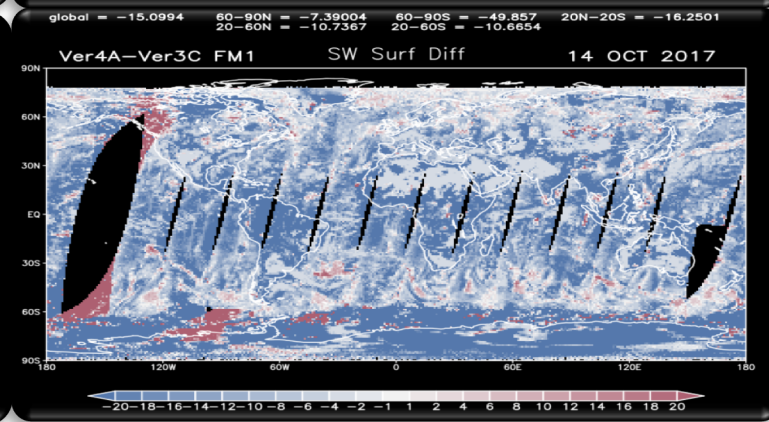 global = −15.0994 60−90N = −7.39004 60−90S = −49.857 20N−20S = −16.2501
20−60N = −10.7367 20−60S = −10.6654
Ver4A−Ver3C FM1 SW Surf Diff 14 OCT 2017
90N
60N
30N
EQ
30S
60S
90S
180 120W 60W 0 60E 120E 180
−20−18−16−14−12−10 −8 −6 −4 −2 −1 1 2 4 6 8 10 12 14 16 18 20